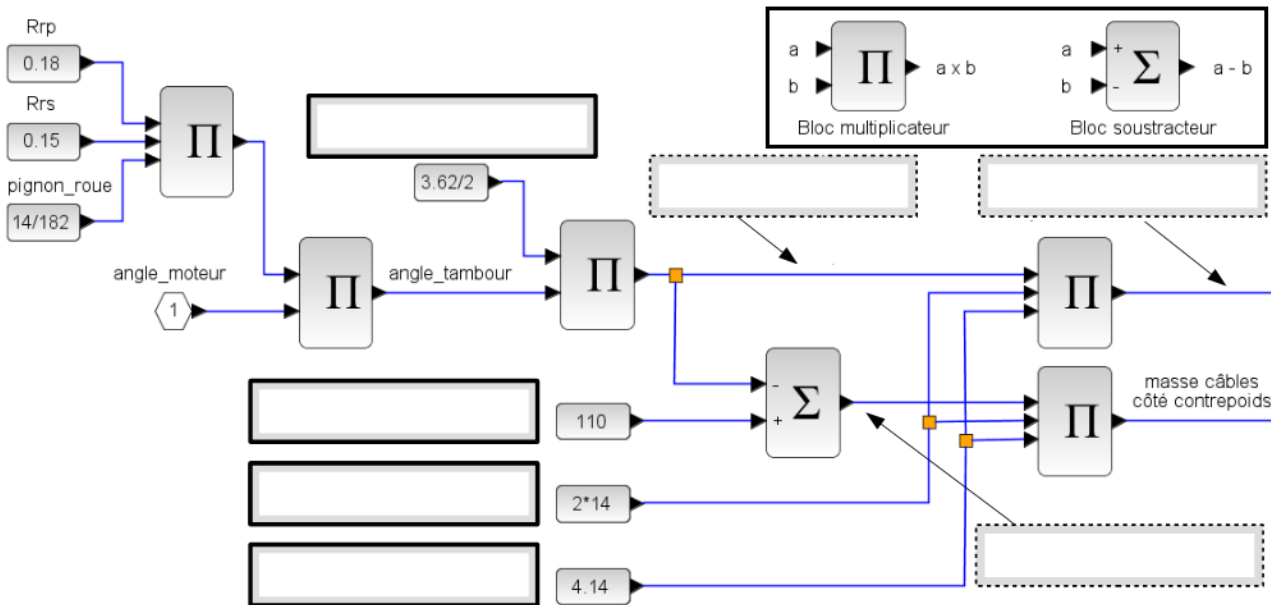 Rrp
0.18
Rrs
0.15
pignon_roue
14/182
Π
angle_moteur
1
Π
angle_tambour
3.62/2
Π
a
b
Π
a x b
Bloc multiplicateur
a
b
+
-
Σ
a - b
Bloc soustracteur
Π
-
+
Σ
110
2*14
4.14
Π
masse câbles
côté contrepoids